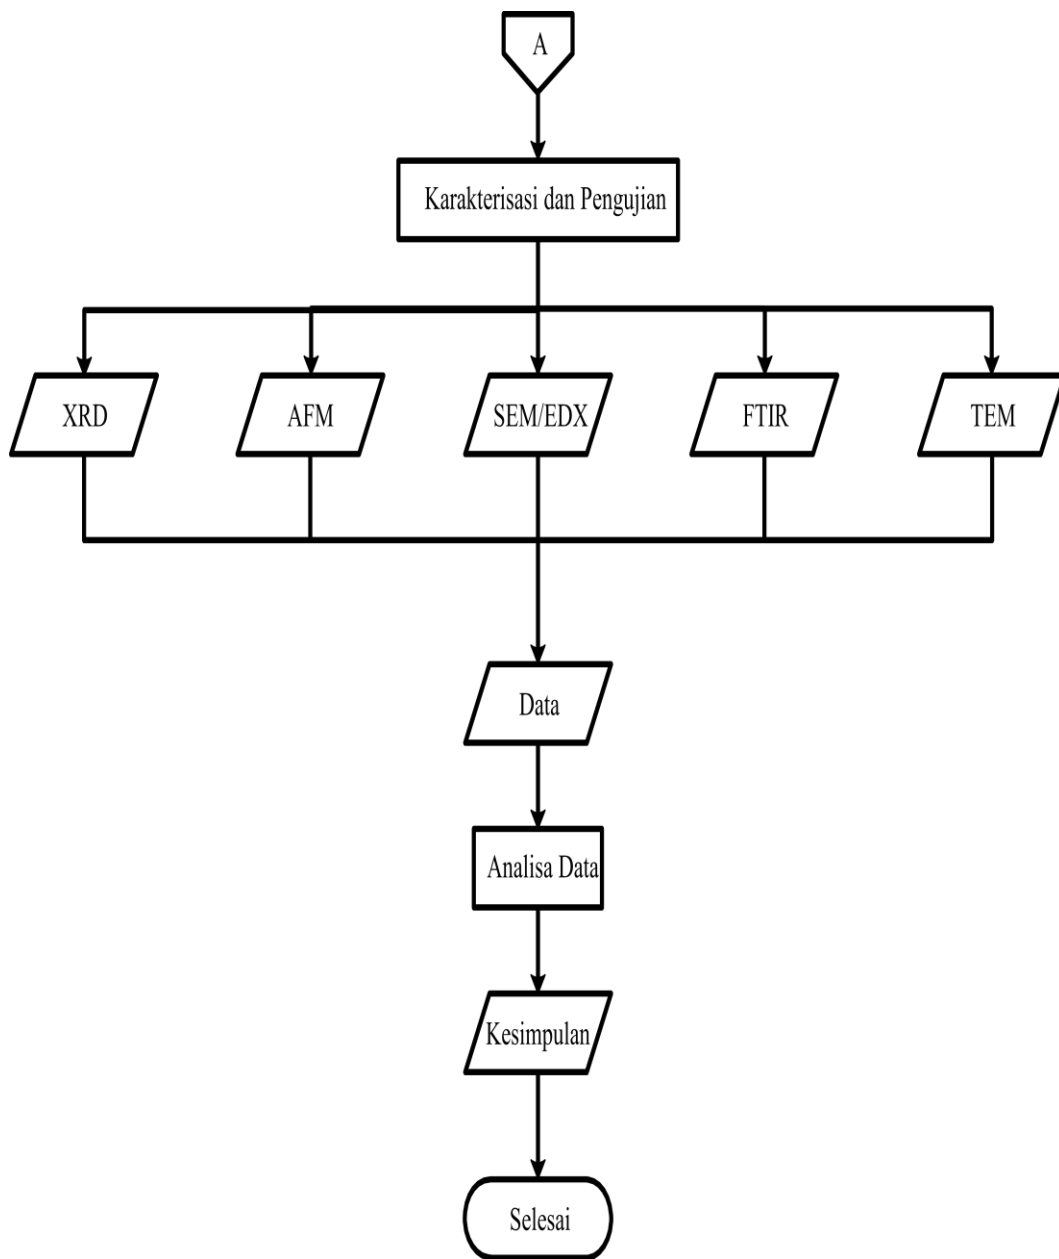 A
Karakterisasi dan Pengujian
XRD
AFM
SEM/EDX
FTIR
TEM
Data
Analisa Data
Kesimpulan
Selesai